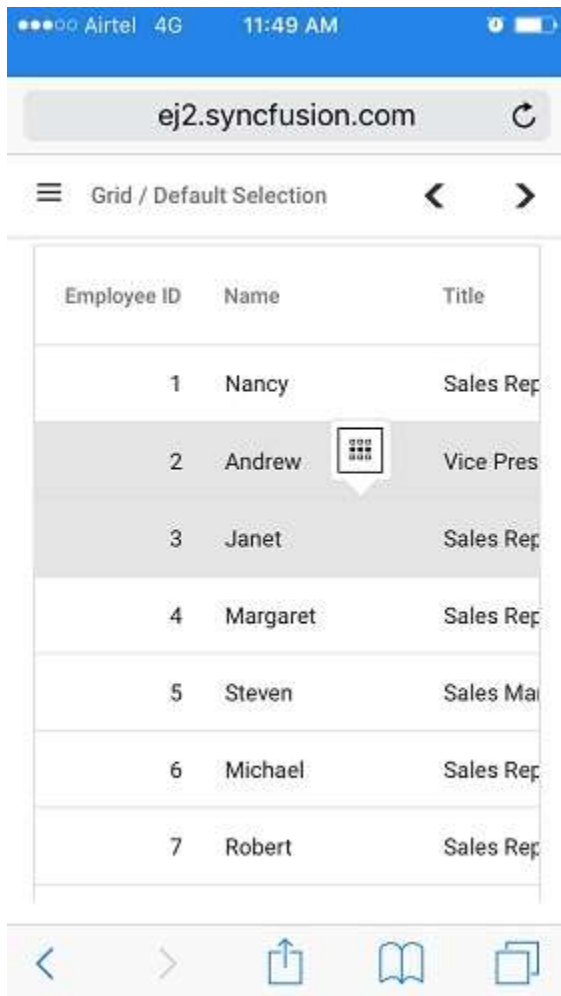 Airtel 4G 11:49 AM
ej2.syncfusion.com
Grid / Default Selection
Employee ID Name Title
1 Nancy Sales Rep
2 Andrew Vice Pres
3 Janet Sales Rep
4 Margaret Sales Rep
5 Steven Sales Ma
6 Michael Sales Rep
7 Robert Sales Rep